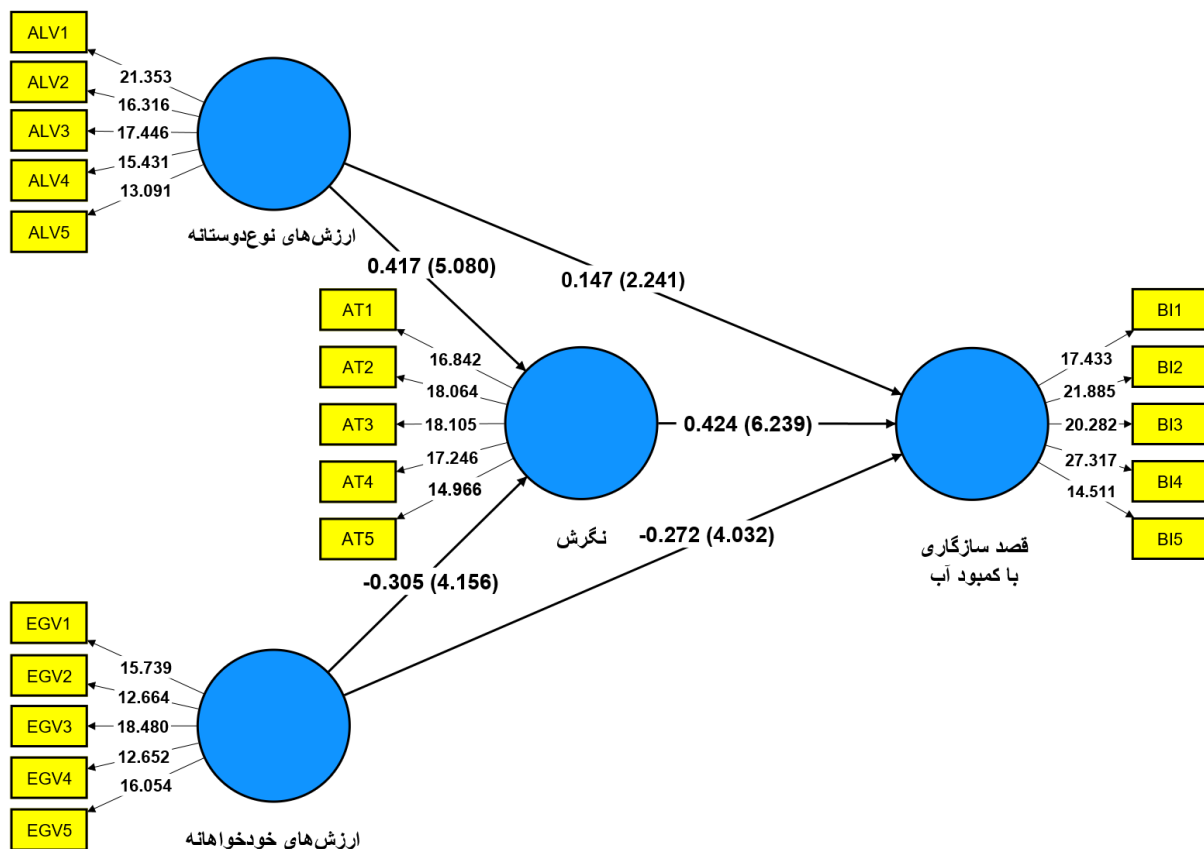 ALV1
ALV2
ALV3
ALV4
ALV5
21.353
16.316
17.446
15.431
13.091
ارزش‌های نوع‌دوستانه
0.417 (5.080)
0.147 (2.241)
AT1
AT2
AT3
AT4
AT5
16.842
18.064
18.105
17.246
14.966
نگرش
0.424 (6.239)
-0.305 (4.156)
-0.272 (4.032)
BI1
BI2
BI3
BI4
BI5
17.433
21.885
20.282
27.317
14.511
قصد سازگاری
با کمبود آب
EGV1
EGV2
EGV3
EGV4
EGV5
15.739
12.664
18.480
12.652
16.054
ارزش‌های خودخواهانه